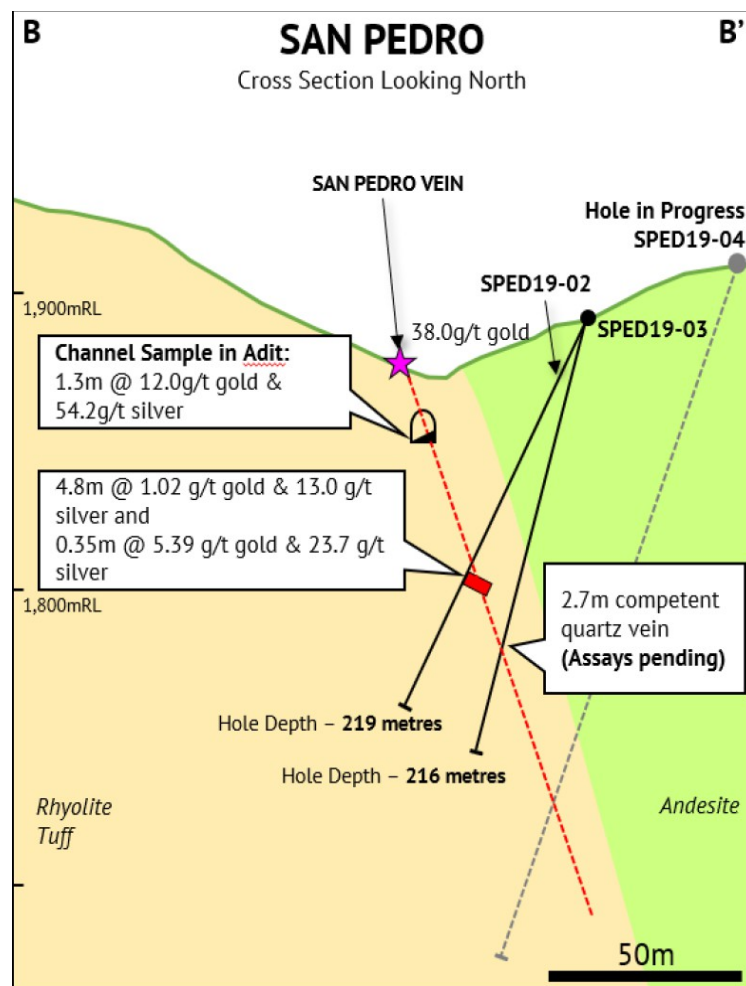 B
SAN PEDRO
B'
Cross Section Looking North
SAN PEDRO VEIN
Hole in Progress
SPED19-04
SPED19-02
1,900mRL
38.0g/t gold
SPED19-03
Channel Sample in Adit:
1.3m @ 12.0g/t gold &
54.2g/t silver
4.8m @ 1.02 g/t gold & 13.0 g/t
silver and
0.35m @ 5.39 g/t gold & 23.7 g/t
silver
1,800mRL
2.7m competent
quartz vein
(Assays pending)
Hole Depth – 219 metres
Hole Depth – 216 metres
Rhyolite
Tuff
Andesite
50m